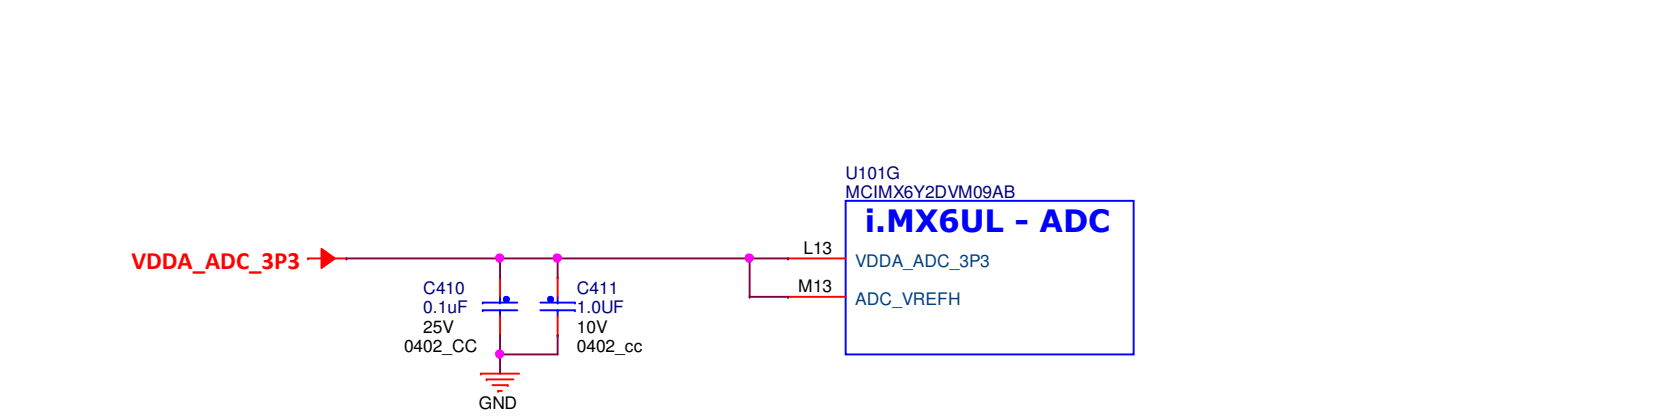 U101G
MCIMX6Y2DVM09AB
i.MX6UL - ADC
VDDA_ADC_3P3
L13
VDDA_ADC_3P3
M13
ADC_VREFH
C410
0.1uF
25V
0402_CC
C411
1.0UF
10V
0402_cc
GND